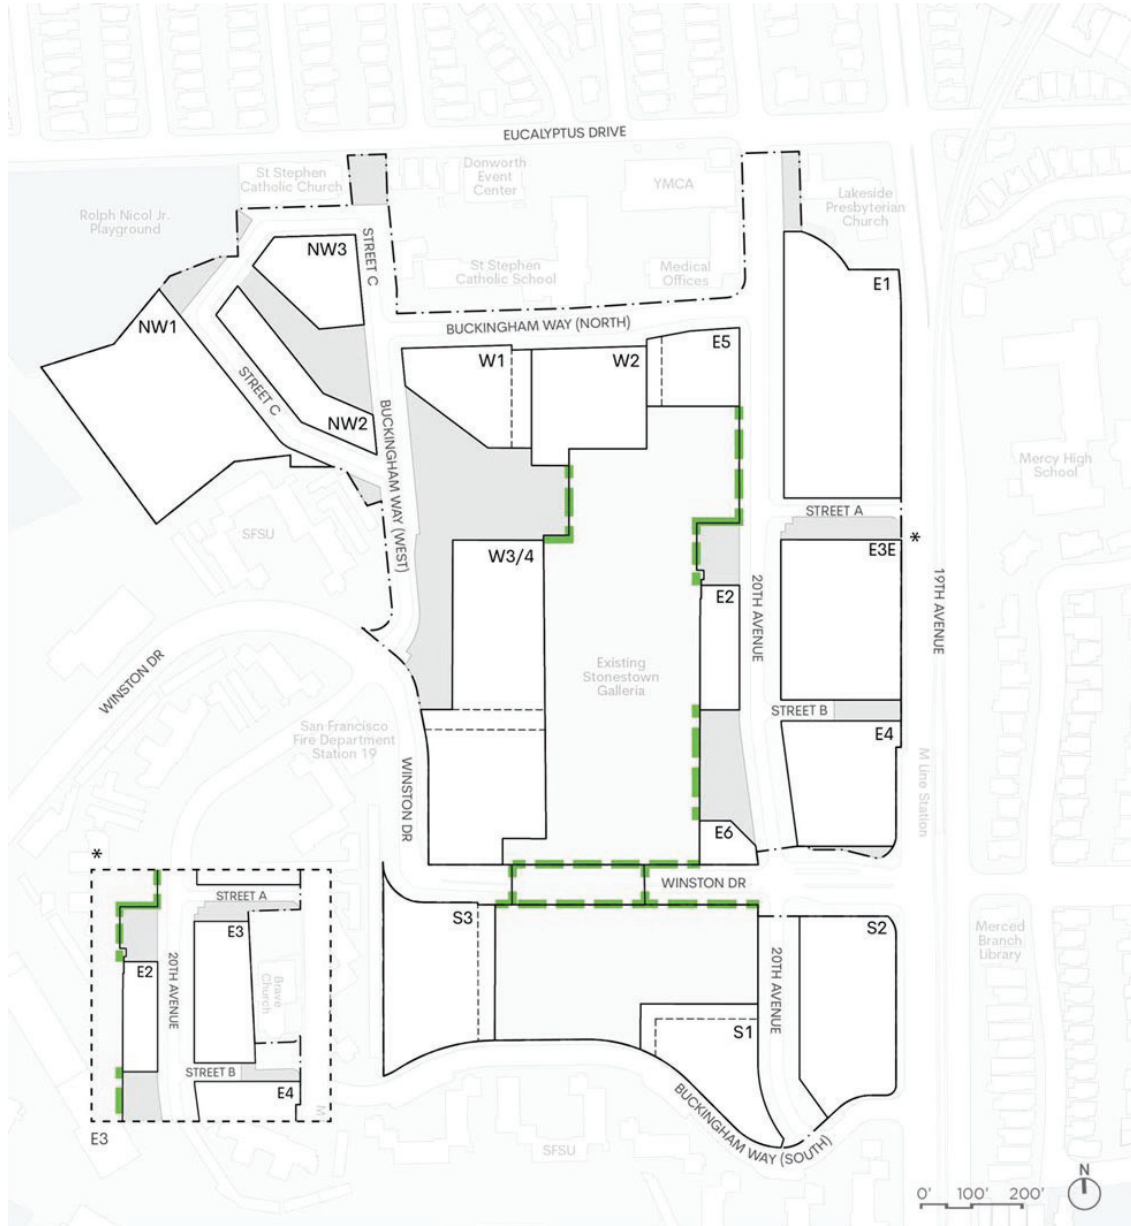 EUCALYPTUS DRIVE
St Stephen
Catholic Church
Donworth
Event
Center
YMCA
Lakeside
Presbyterian
Church
Rolph Nicol Jr.
Playground
NW3
STREET C
St Stephen
Catholic School
Medical
Offices
E1
NW1
BUCKINGHAM WAY (NORTH)
W1
W2
E5
STREET C
NW2
BUCKINGHAM WAY (WEST)
Mercy High
School
STREET A
SFSU
*
W3/4
E3E
E2
20TH AVENUE
19TH AVENUE
WINSTON DR
Existing
Stonestown
Galleria
STREET B
San Francisco
Fire Department
Station 19
E4
M Line Station
WINSTON DR
E6
*
WINSTON DR
STREET A
E3
S3
S2
Merced
Branch
Library
E2
20TH AVENUE
Brave
Church
20TH AVENUE
S1
STREET B
E4
M
E3
BUCKINGHAM WAY (SOUTH)
SFSU
N
0' 100' 200'